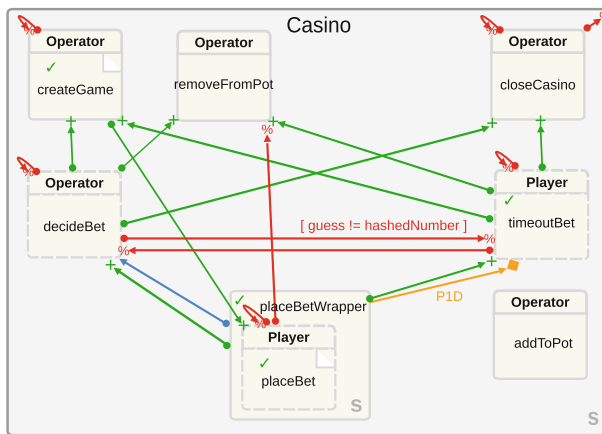 Casino
Operator
createGame
Operator
removeFromPot
Operator
closeCasino
Operator
decideBet
Player
timeoutBet
[ guess != hashedNumber ]
placeBetWrapper
P1D
Player
placeBet
S
Operator
addToPot
S
%
%
%
%
%
%
%
%